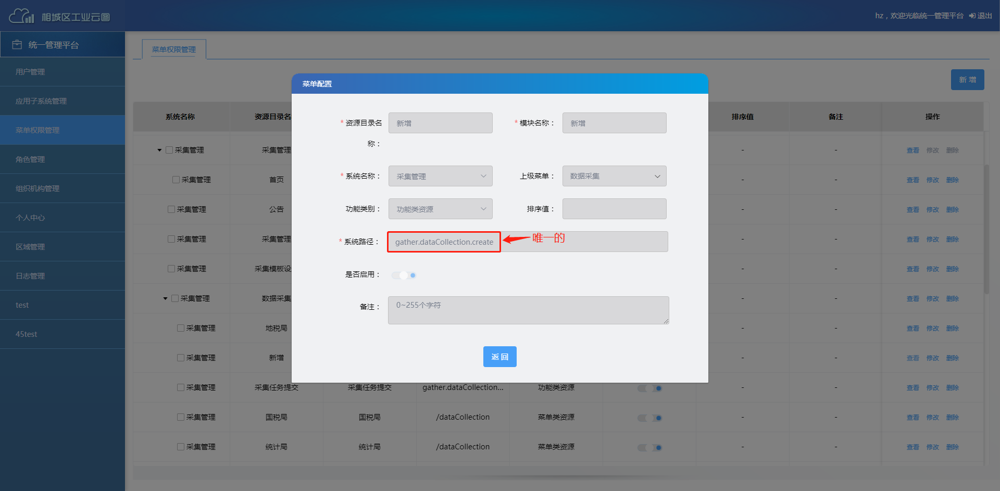 相城区工业云图
hz，欢迎光临统一管理平台 退出
统一管理平台
用户管理
应用子系统管理
菜单权限管理
角色管理
组织机构管理
个人中心
区域管理
日志管理
test
45test
菜单权限管理
新 增
系统名称 资源目录名 排序值 备注 操作
采集管理 采集管理 - - 查看 修改 删除
采集管理 首页 - - 查看 修改 删除
采集管理 公告 - - 查看 修改 删除
采集管理 采集管理 - - 查看 修改 删除
采集管理 采集模板设 - - 查看 修改 删除
采集管理 数据采集 - - 查看 修改 删除
采集管理 地税局 - - 查看 修改 删除
采集管理 新增 - - 查看 修改 删除
采集管理 采集任务提交 采集任务提交 gather.dataCollection... 功能类资源 - - 查看 修改 删除
采集管理 国税局 国税局 /dataCollection 菜单类资源 - - 查看 修改 删除
采集管理 统计局 统计局 /dataCollection 菜单类资源 - - 查看 修改 删除
菜单配置
* 资源目录名称： 新增 * 模块名称： 新增
* 系统名称： 采集管理 上级菜单： 数据采集
功能类别： 功能类资源 排序值：
* 系统路径： gather.dataCollection.create 唯一的
是否启用：
备注： 0~255个字符
返 回